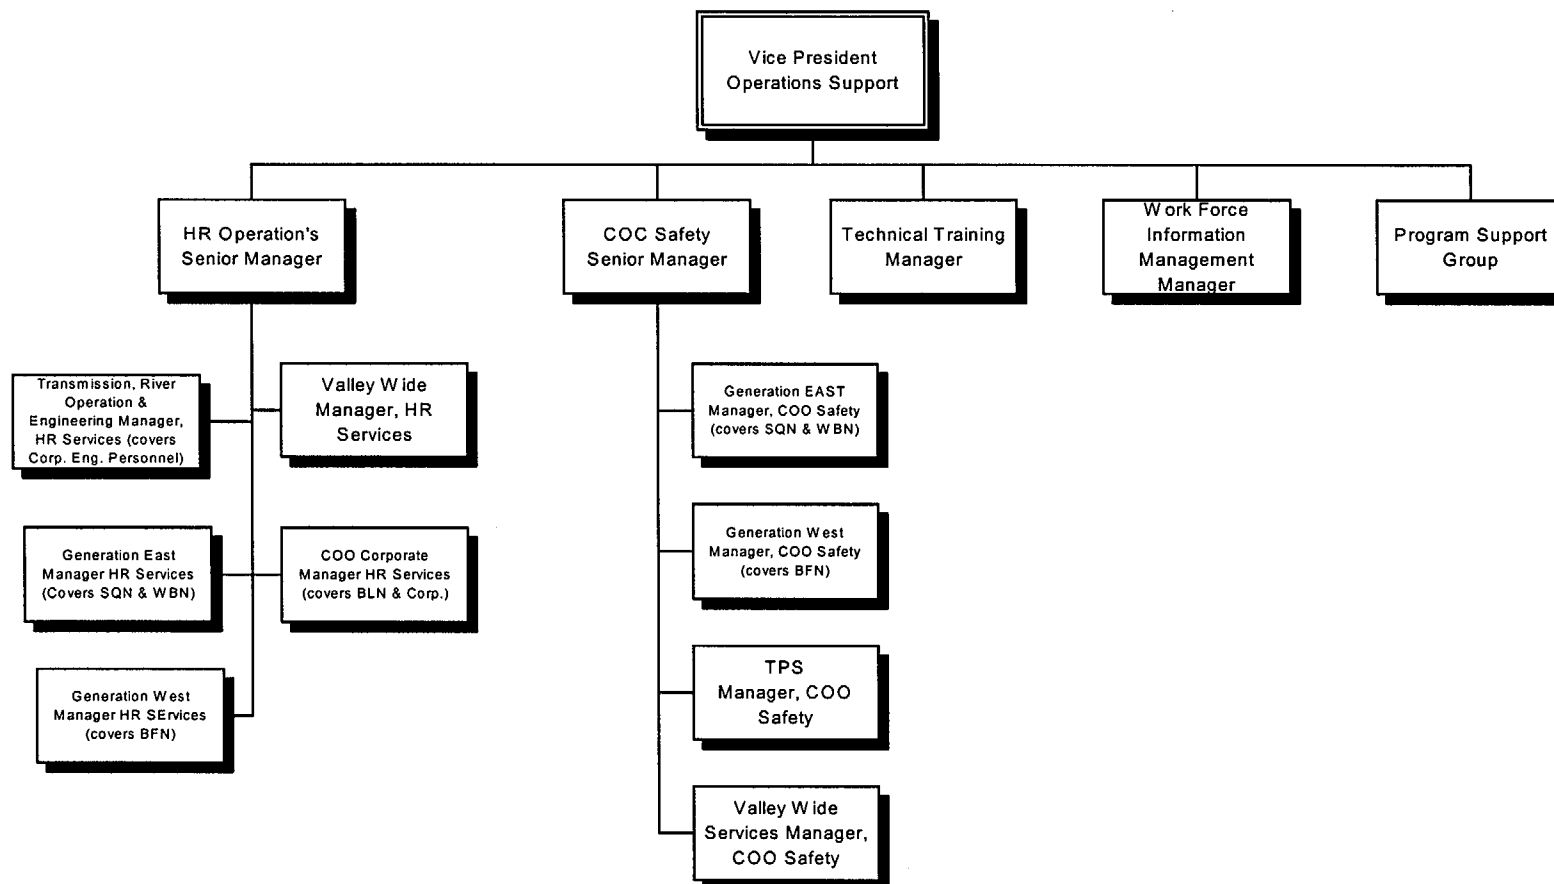 Vice President
Operations Support
HR Operation's
Senior Manager
COC Safety
Senior Manager
Technical Training
Manager
Work Force
Information
Management
Manager
Program Support
Group
Transmission, River
Operation &
Engineering Manager,
HR Services (covers
Corp. Eng. Personnel)
Valley Wide
Manager, HR
Services
Generation EAST
Manager, COO Safety
(covers SQN & WBN)
Generation East
Manager HR Services
(Covers SQN & WBN)
COO Corporate
Manager HR Services
(covers BLN & Corp.)
Generation West
Manager, COO Safety
(covers BFN)
Generation West
Manager HR SErvices
(covers BFN)
TPS
Manager, COO
Safety
Valley Wide
Services Manager,
COO Safety